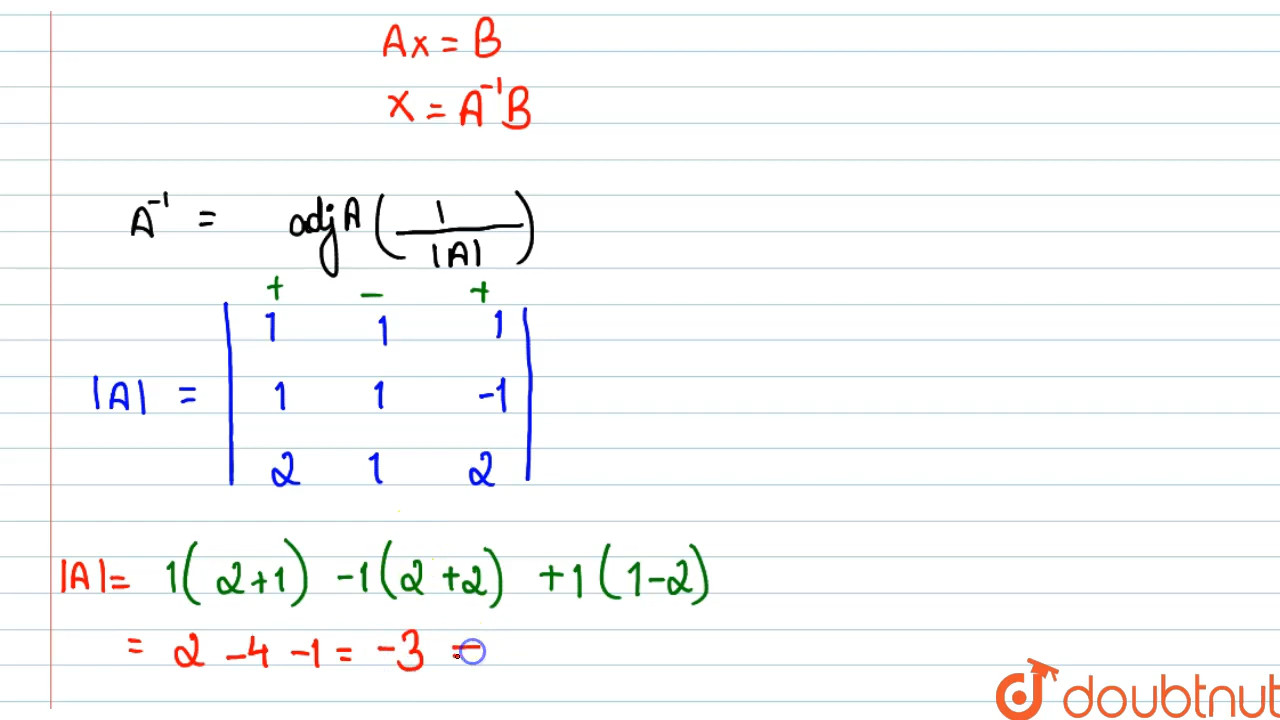 Ax = B
X = A⁻¹B
A⁻¹ = adjA (1/|A|)
+ − +
1 1 1
|A| = 1 1 -1
2 1 2
|A| = 1(2+1) -1(2+2) +1(1-2)
= 2 -4 -1 = -3 =
doubtnut